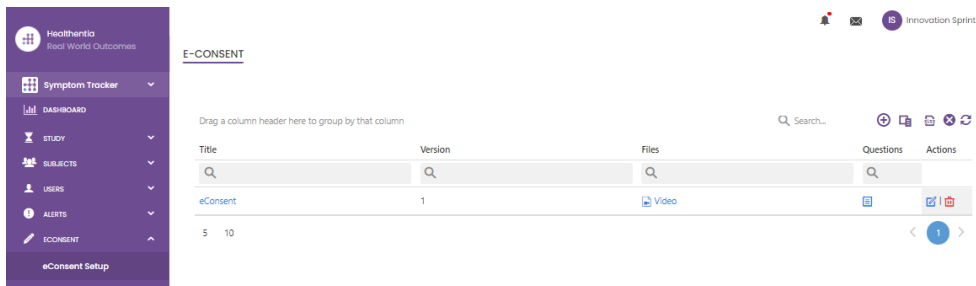 Healthentia
Real World Outcomes
IS Innovation Sprint
E-CONSENT
Symptom Tracker
DASHBOARD
STUDY
SUBJECTS
USERS
ALERTS
ECONSENT
eConsent Setup
Drag a column header here to group by that column
Search...
Title Version Files Questions Actions
eConsent 1 Video
5 10
1